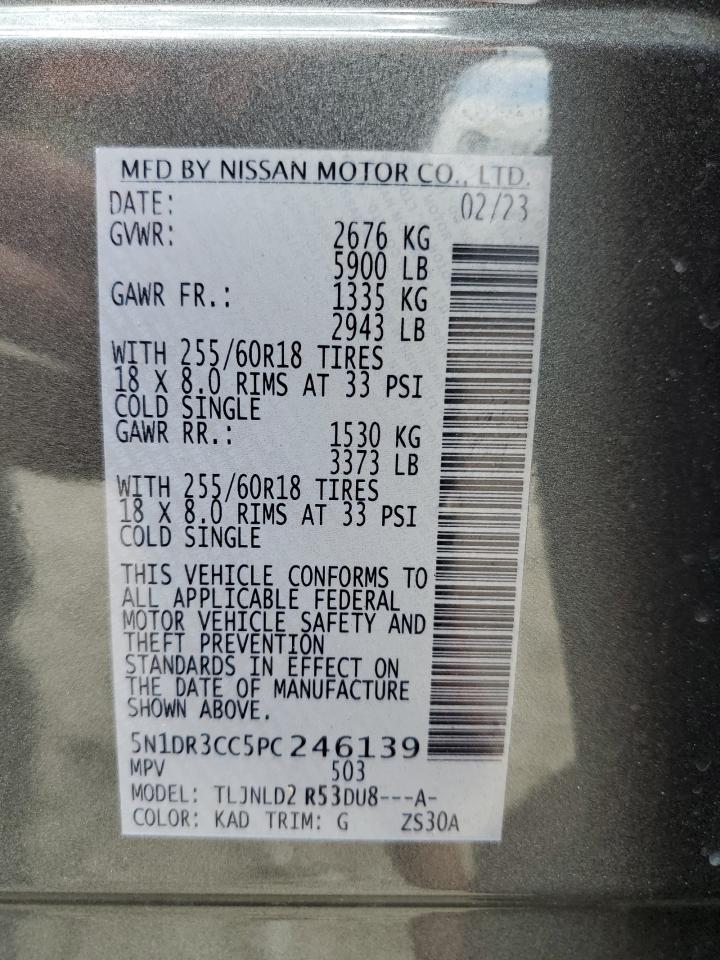 MFD BY NISSAN MOTOR CO., LTD.
DATE: 02/23
GVWR: 2676 KG
5900 LB
GAWR FR.: 1335 KG
2943 LB
WITH 255/60R18 TIRES
18 X 8.0 RIMS AT 33 PSI
COLD SINGLE
GAWR RR.: 1530 KG
3373 LB
WITH 255/60R18 TIRES
18 X 8.0 RIMS AT 33 PSI
COLD SINGLE
THIS VEHICLE CONFORMS TO
ALL APPLICABLE FEDERAL
MOTOR VEHICLE SAFETY AND
THEFT PREVENTION
STANDARDS IN EFFECT ON
THE DATE OF MANUFACTURE
SHOWN ABOVE.
5N1DR3CC5PC246139
MPV 503
MODEL: TLJNLD2 R53DU8---A-
COLOR: KAD TRIM: G ZS30A